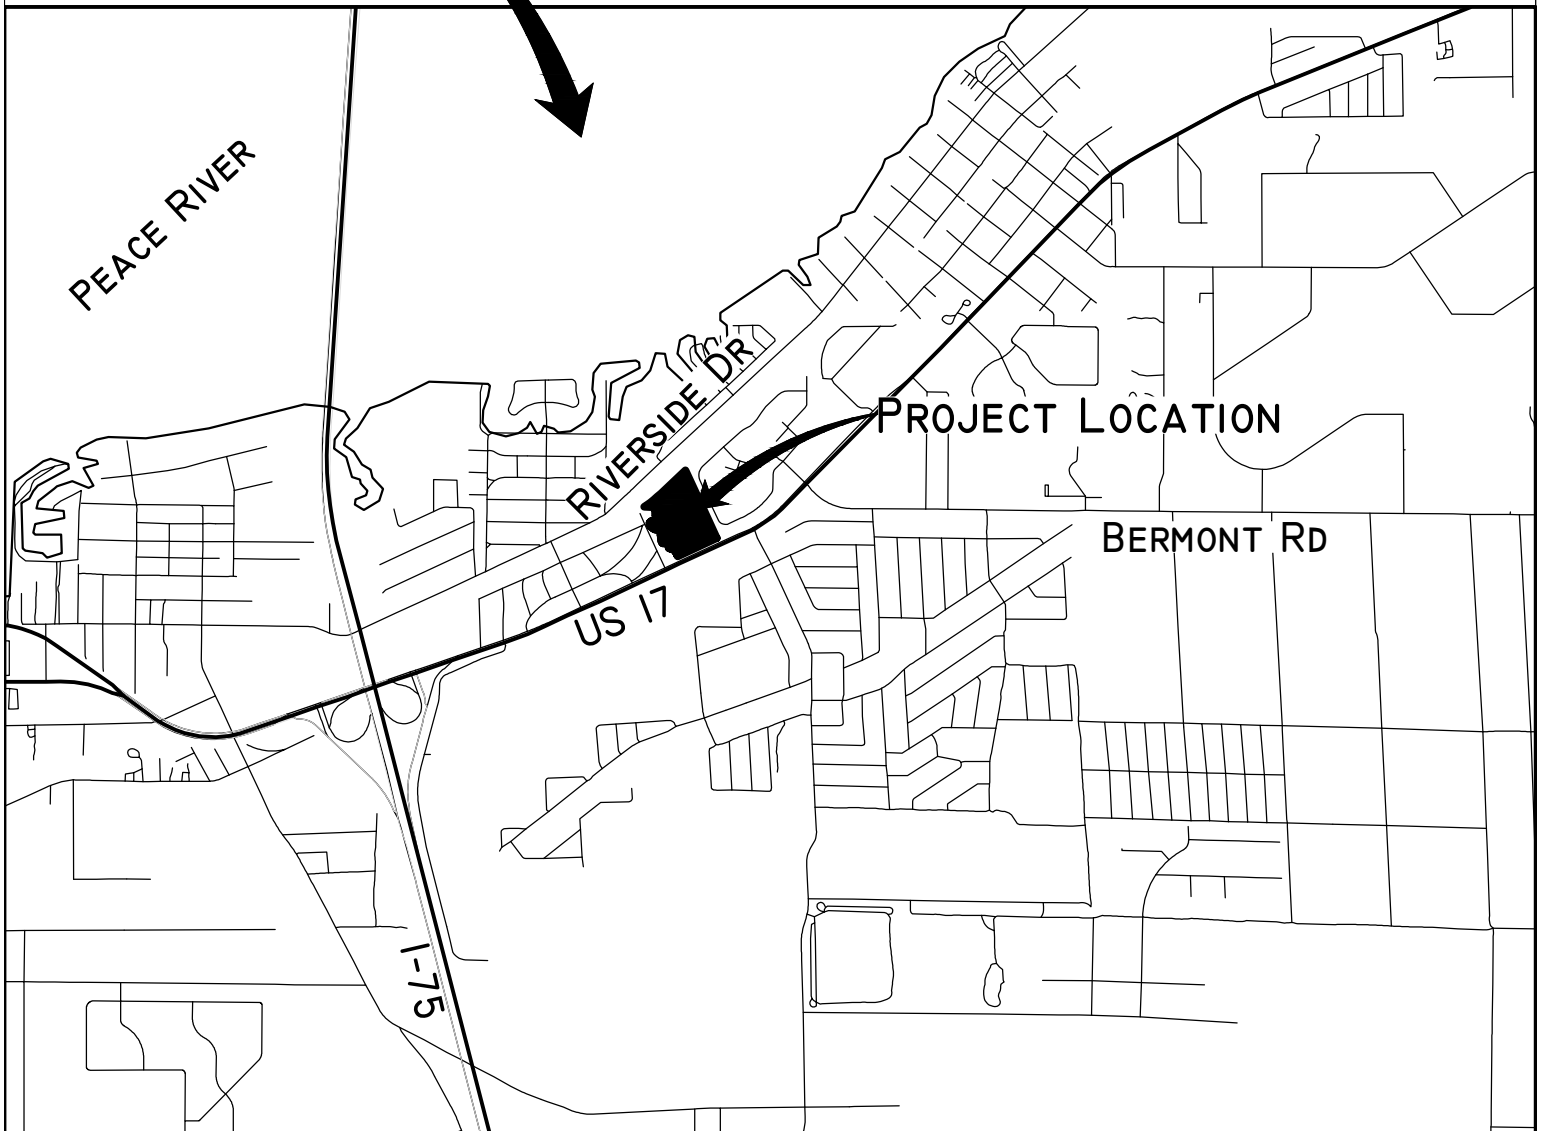 PEACE RIVER
RIVERSIDE DR
PROJECT LOCATION
BERMONT RD
US 17
I-75